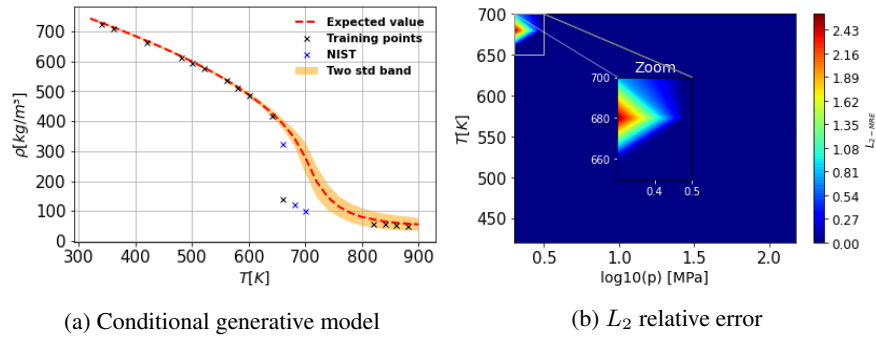 Expected value
Training points
NIST
Two std band
700
600
500
400
300
200
100
0
ρ[kg/m³]
300 400 500 600 700 800 900
T[K]
(a) Conditional generative model
700
650
600
550
500
450
T[K]
Zoom
700
680
660
0.4 0.5
0.5 1.0 1.5 2.0
log10(p) [MPa]
2.43
2.16
1.89
1.62
1.35
1.08
0.81
0.54
0.27
0.00
L2−MRE
(b) L₂ relative error